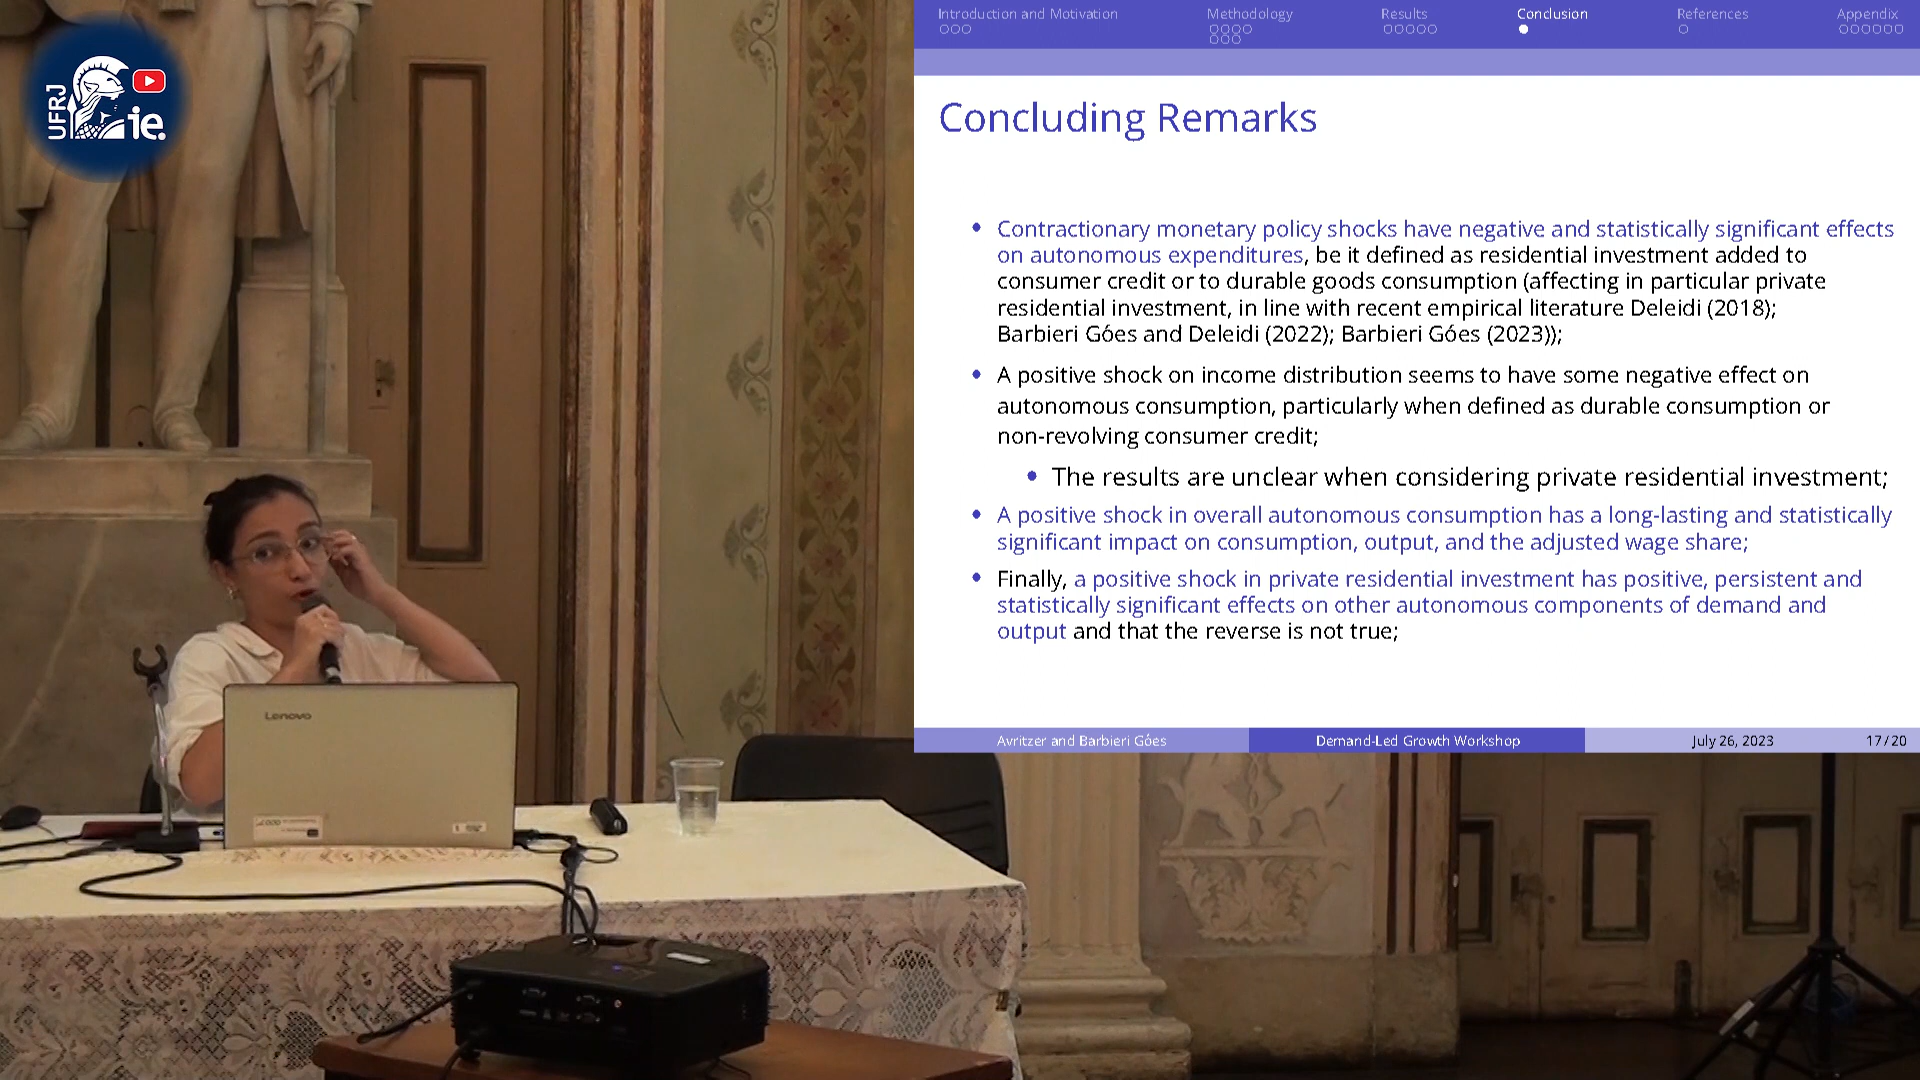 UFRJ
ie.
Introduction and Motivation
Methodology
Results
Conclusion
References
Appendix
Concluding Remarks
Contractionary monetary policy shocks have negative and statistically significant effects
on autonomous expenditures, be it defined as residential investment added to
consumer credit or to durable goods consumption (affecting in particular private
residential investment, in line with recent empirical literature Deleidi (2018);
Barbieri Góes and Deleidi (2022); Barbieri Góes (2023));
A positive shock on income distribution seems to have some negative effect on
autonomous consumption, particularly when defined as durable consumption or
non-revolving consumer credit;
The results are unclear when considering private residential investment;
A positive shock in overall autonomous consumption has a long-lasting and statistically
significant impact on consumption, output, and the adjusted wage share;
Finally, a positive shock in private residential investment has positive, persistent and
statistically significant effects on other autonomous components of demand and
output and that the reverse is not true;
Avritzer and Barbieri Góes
Demand-Led Growth Workshop
July 26, 2023
17/20
Lenovo